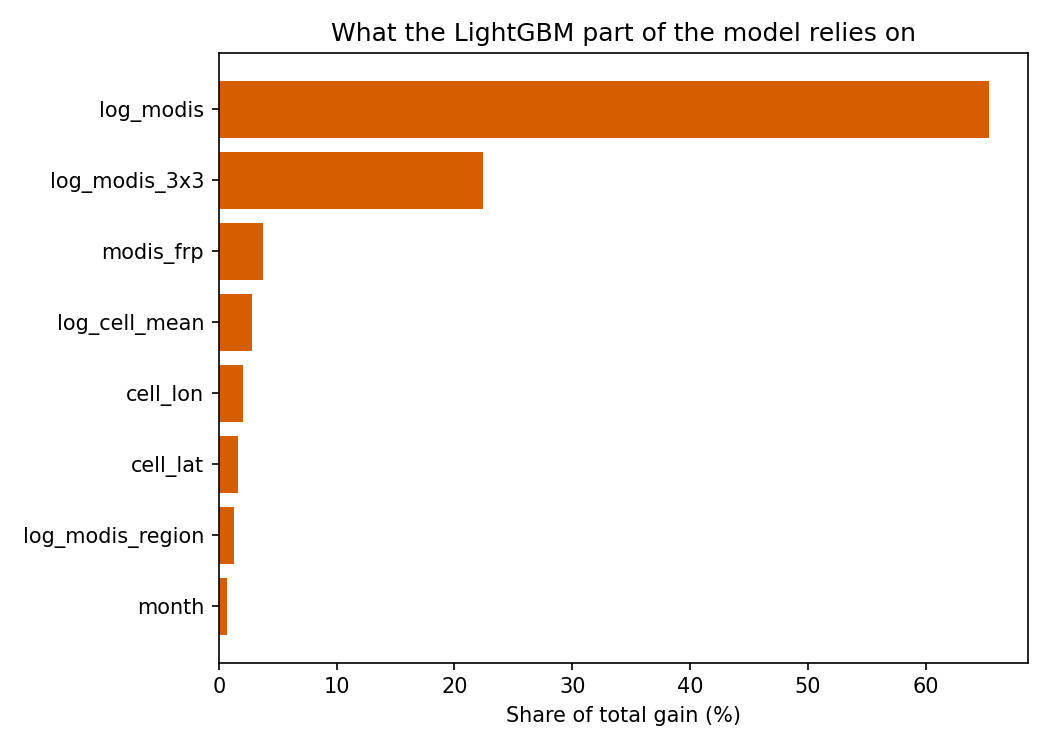 What the LightGBM part of the model relies on
log_modis
log_modis_3x3
modis_frp
log_cell_mean
cell_lon
cell_lat
log_modis_region
month
0 10 20 30 40 50 60
Share of total gain (%)